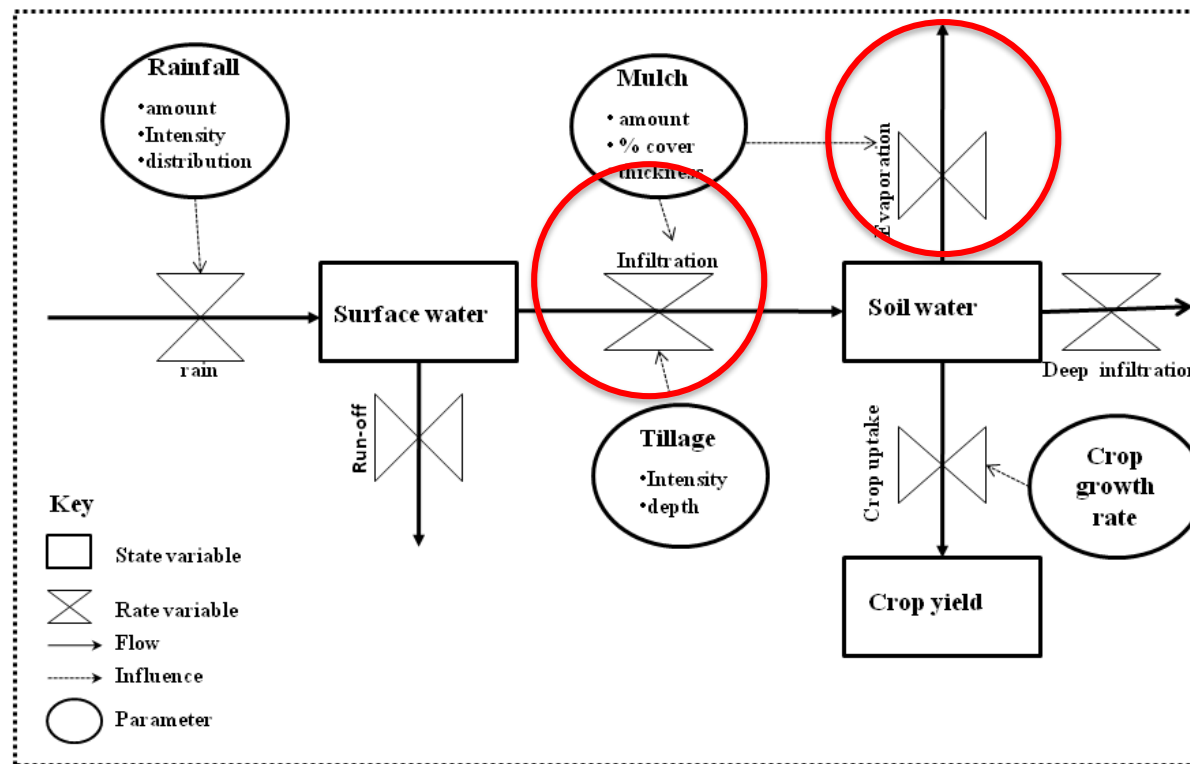 Rainfall
•amount
•Intensity
•distribution
rain
Surface water
Run-off
Mulch
• amount
• % cover
thickness
Infiltration
Tillage
•Intensity
•depth
Evaporation
Soil water
Deep infiltration
Crop uptake
Crop
growth
rate
Crop yield
Key
State variable
Rate variable
Flow
Influence
Parameter